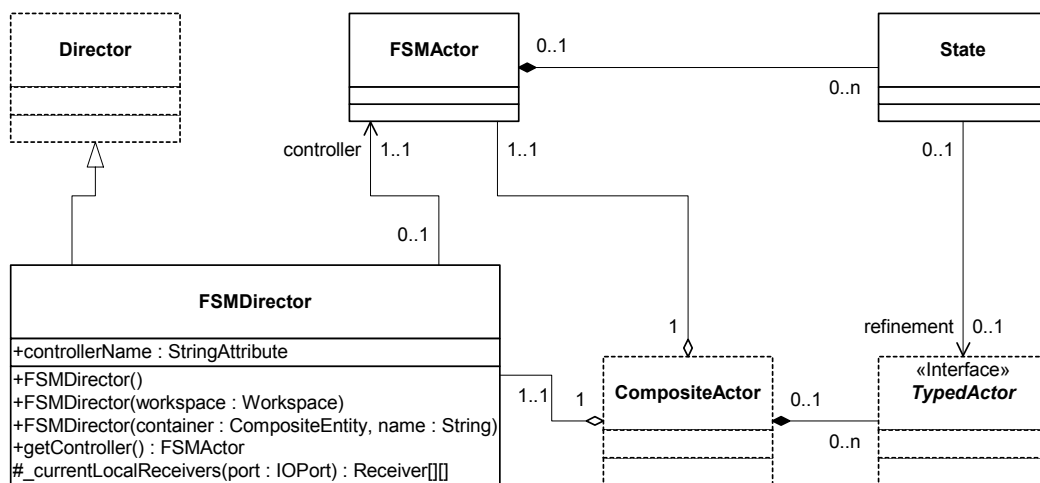 Director
FSMActor
0..1
0..n
State
controller
1..1
1..1
0..1
0..1
FSMDirector
+controllerName : StringAttribute
+FSMDirector()
+FSMDirector(workspace : Workspace)
+FSMDirector(container : CompositeEntity, name : String)
+getController() : FSMActor
#_currentLocalReceivers(port : IOPort) : Receiver[][]
1..1
1
1
CompositeActor
0..1
0..n
refinement
0..1
«Interface»
TypedActor